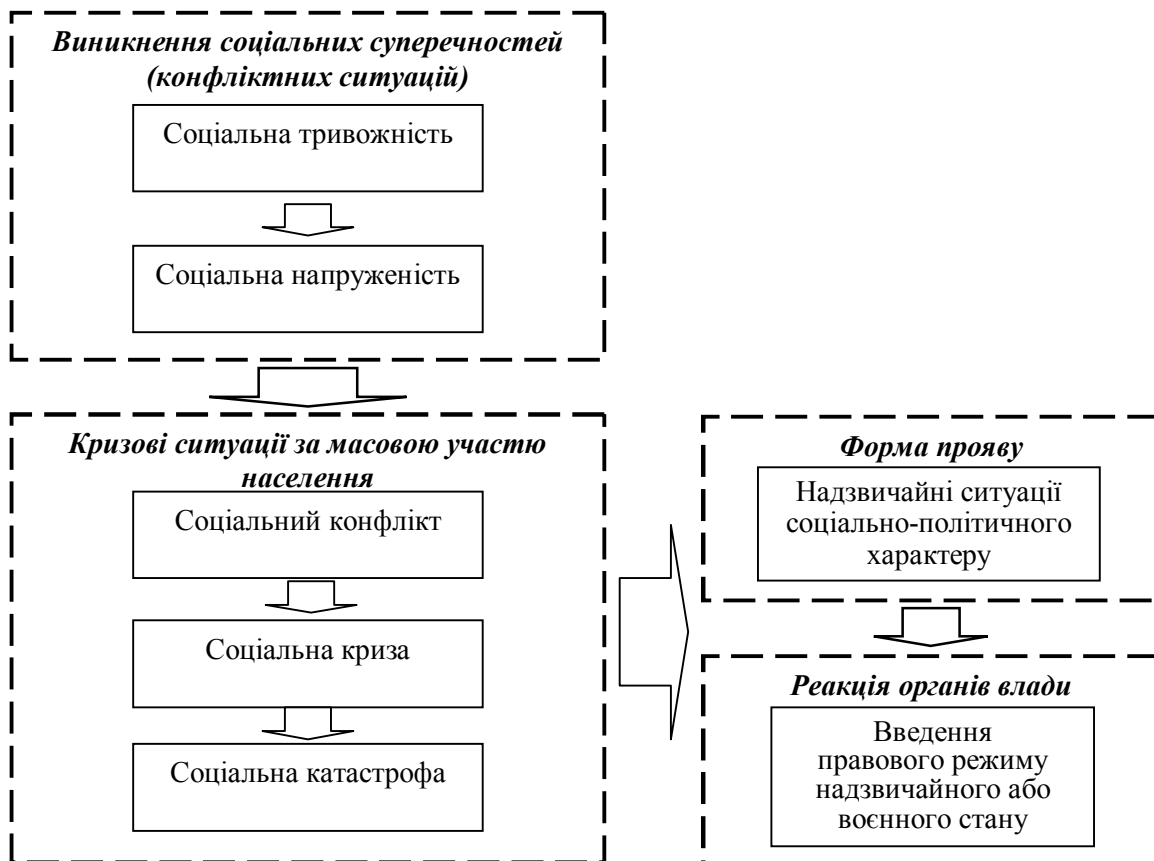 Виникнення соціальних суперечностей
(конфліктних ситуацій)
Соціальна тривожність
Соціальна напруженість
Кризові ситуації за масовою участю
населення
Соціальний конфлікт
Соціальна криза
Соціальна катастрофа
Форма прояву
Надзвичайні ситуації
соціально-політичного
характеру
Реакція органів влади
Введення
правового режиму
надзвичайного або
воєнного стану